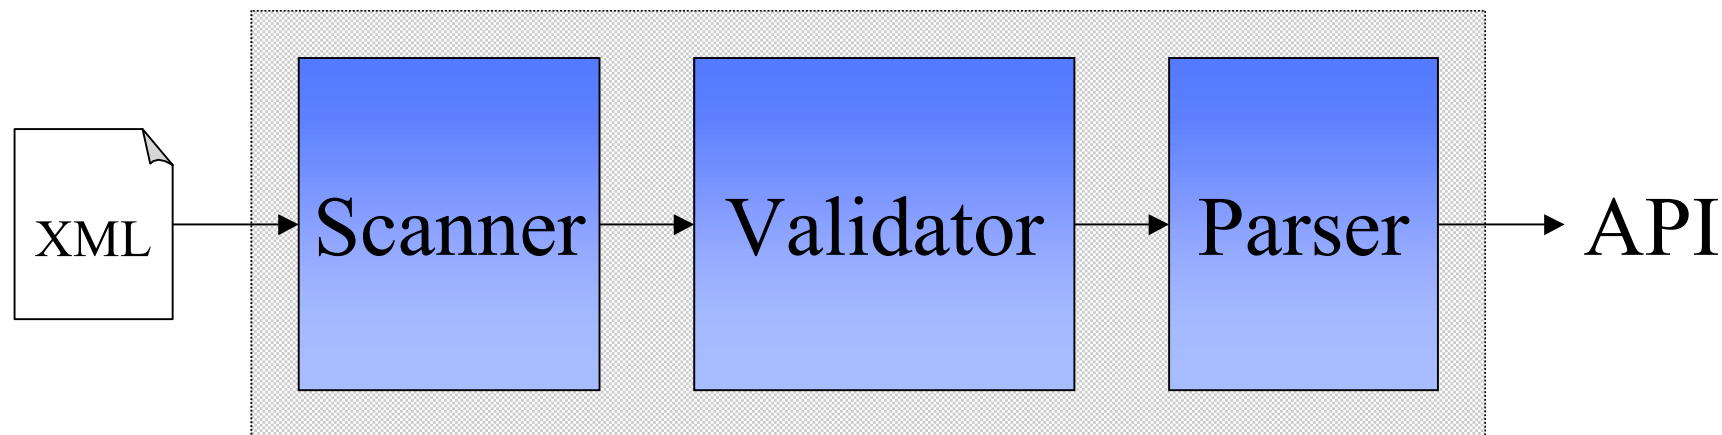 XML
Scanner
Validator
Parser
API